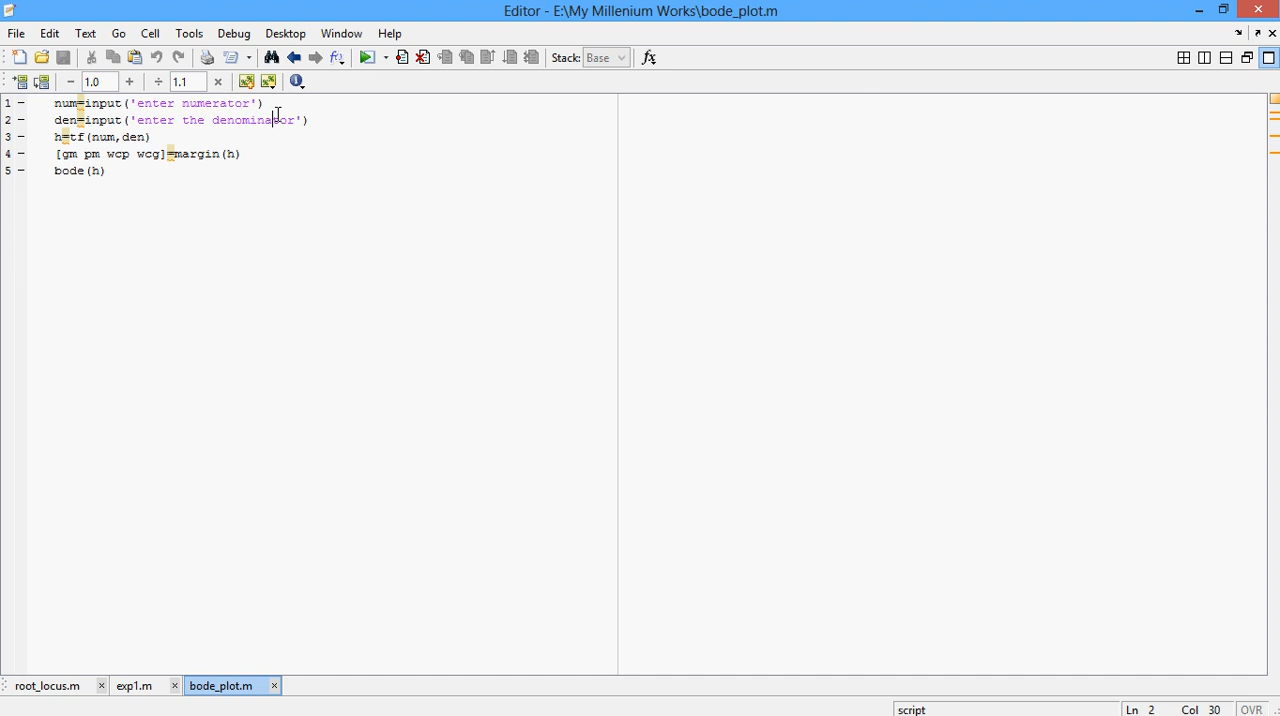 Editor - E:\My Millenium Works\bode_plot.m
File Edit Text Go Cell Tools Debug Desktop Window Help
Stack: Base fx
1.0 1.1
1 num=input('enter numerator')
2 den=input('enter the denominator')
3 h=tf(num,den)
4 [gm pm wcp wcg]=margin(h)
5 bode(h)
root_locus.m exp1.m bode_plot.m
script Ln 2 Col 30 OVR